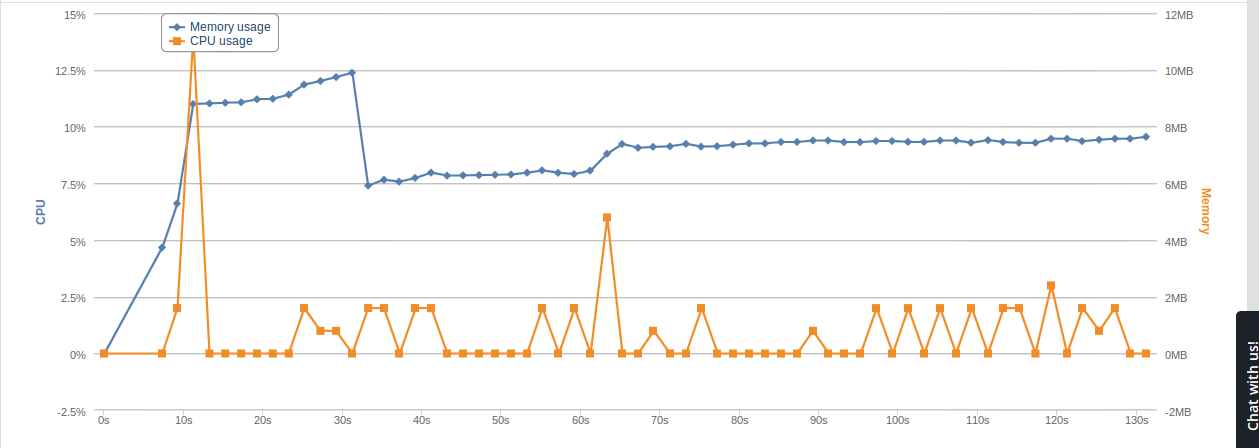 15%
12.5%
10%
7.5%
5%
2.5%
0%
-2.5%
CPU
Memory usage
CPU usage
12MB
10MB
8MB
6MB
4MB
2MB
0MB
-2MB
Memory
0s 10s 20s 30s 40s 50s 60s 70s 80s 90s 100s 110s 120s 130s
Chat with us!